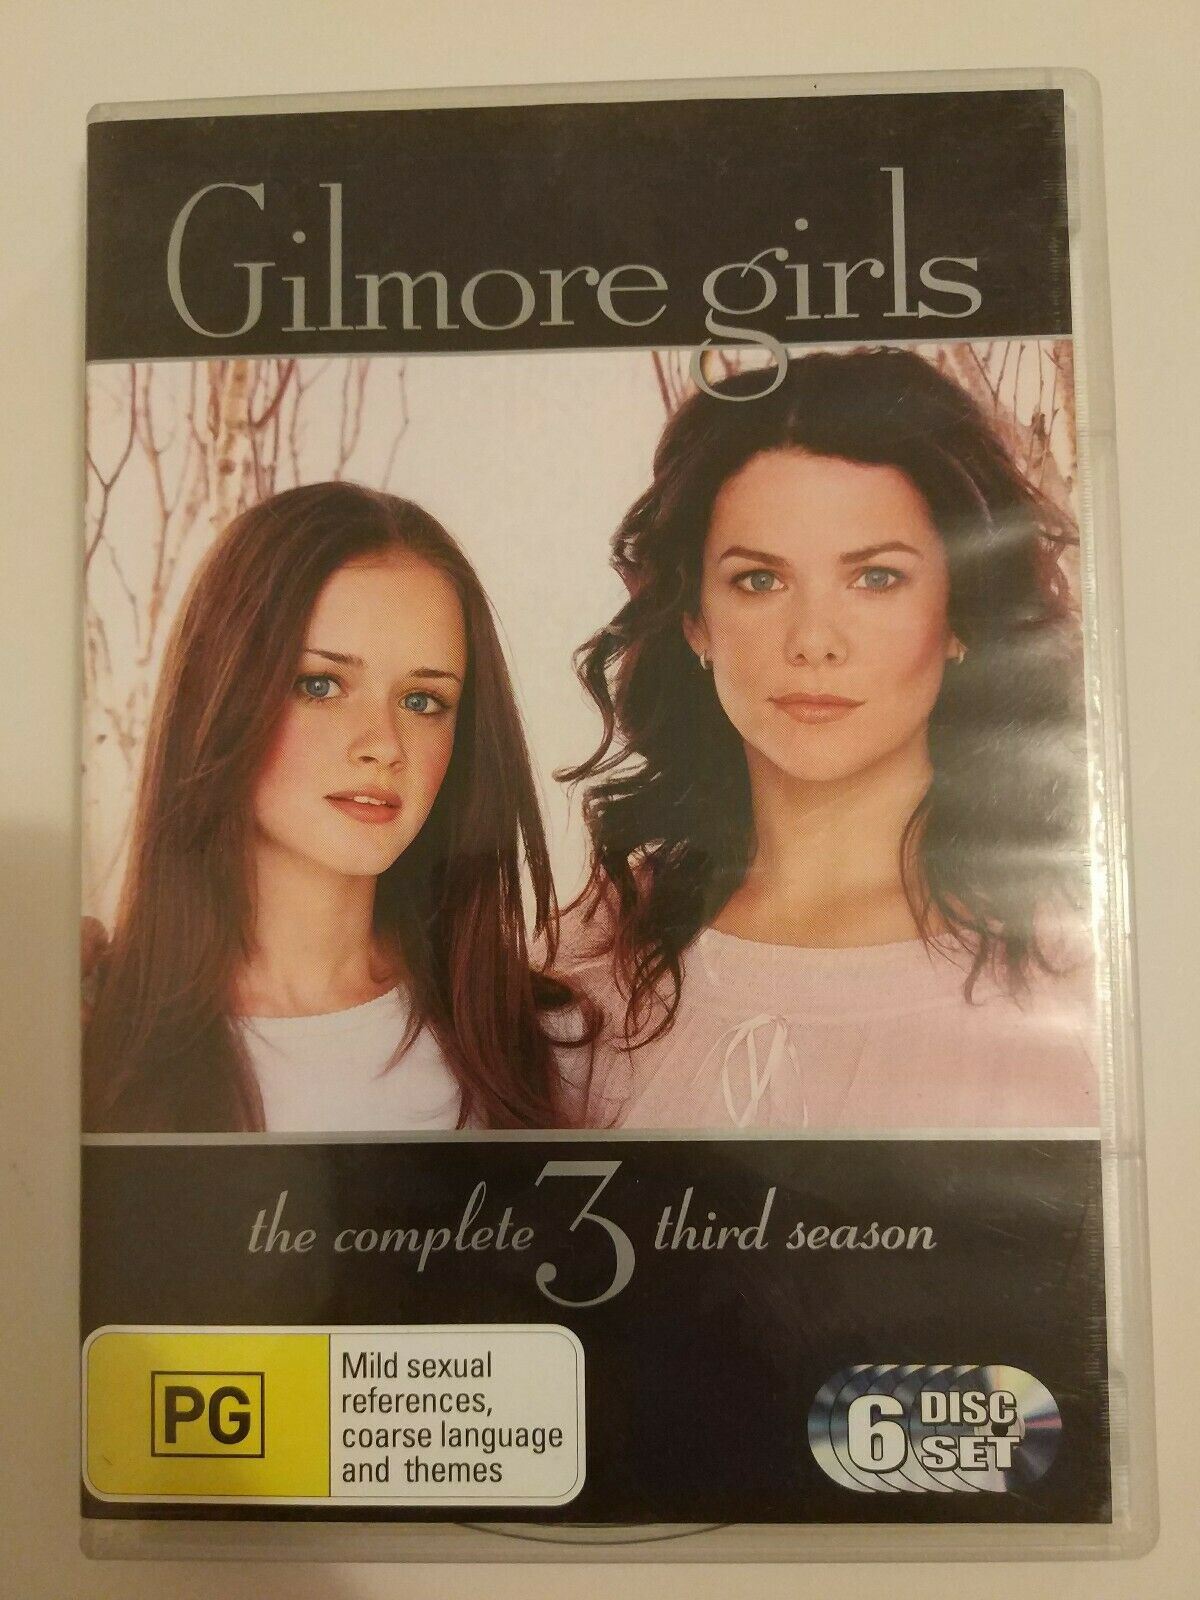 Gilmore girls
the complete 3 third season
PG
Mild sexual
references,
coarse language
and themes
6 DISC
SET